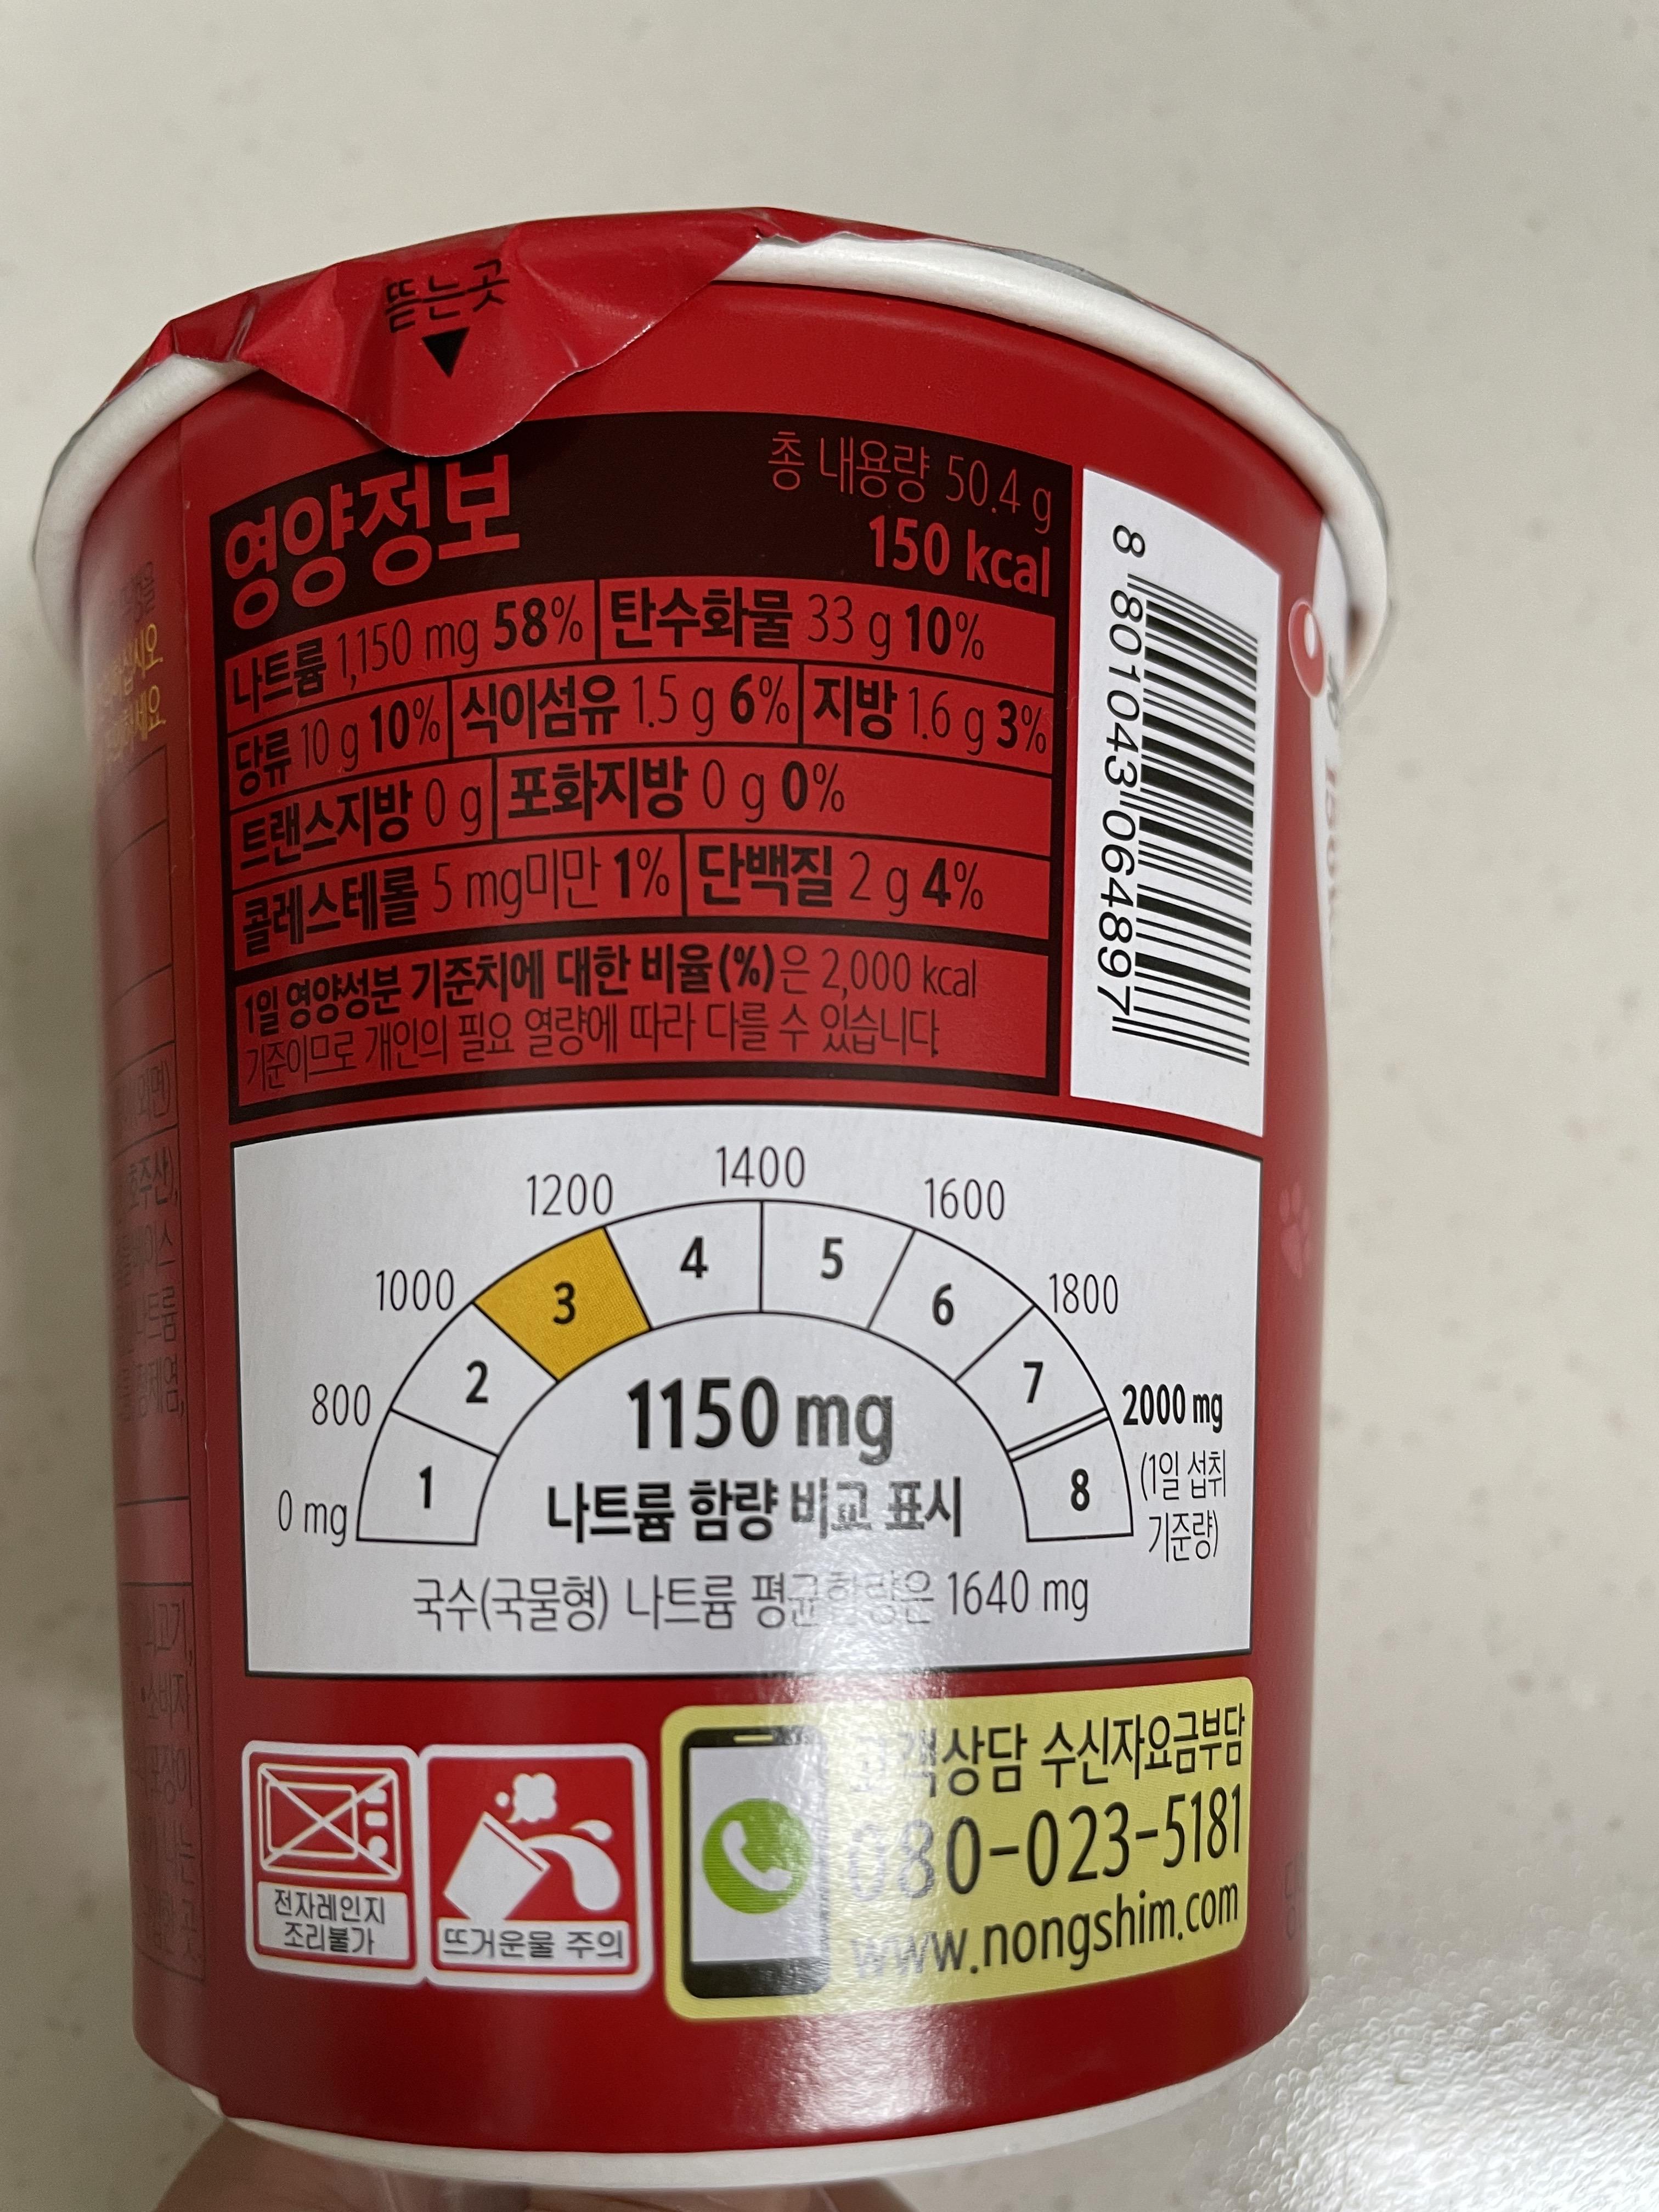 뜯는곳
영양정보
총 내용량 50.4 g
150 kcal
나트륨 1,150 mg 58% 탄수화물 33 g 10%
당류 10 g 10% 식이섬유 1.5 g 6% 지방 1.6 g 3%
트랜스지방 0 g 포화지방 0 g 0%
콜레스테롤 5 mg미만 1% 단백질 2 g 4%
1일 영양성분 기준치에 대한 비율(%)은 2,000 kcal
기준이므로 개인의 필요 열량에 따라 다를 수 있습니다.
8 801043 064897
0 mg 800 1000 1200 1400 1600 1800 2000 mg
(1일 섭취
기준량)
1 2 3 4 5 6 7 8
1150 mg
나트륨 함량 비교 표시
국수(국물형) 나트륨 평균함량은 1640 mg
전자레인지
조리불가
뜨거운물 주의
고객상담 수신자요금부담
080-023-5181
www.nongshim.com